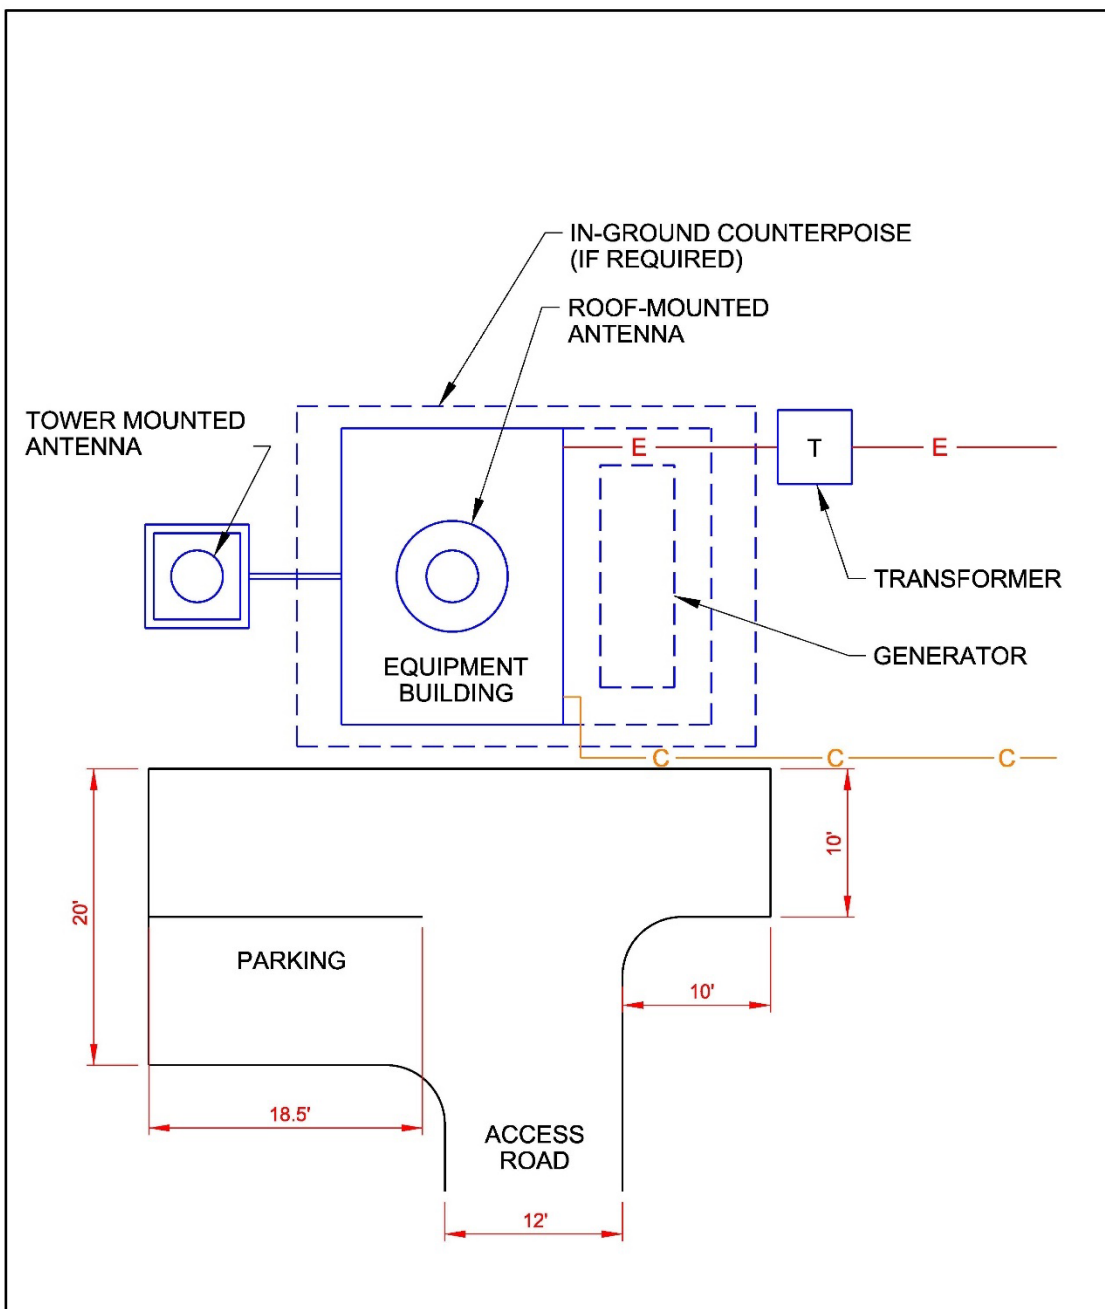 IN-GROUND COUNTERPOISE
(IF REQUIRED)
ROOF-MOUNTED
ANTENNA
TOWER MOUNTED
ANTENNA
E
T
E
TRANSFORMER
GENERATOR
EQUIPMENT
BUILDING
C
C
C
10'
20'
PARKING
10'
18.5'
ACCESS
ROAD
12'